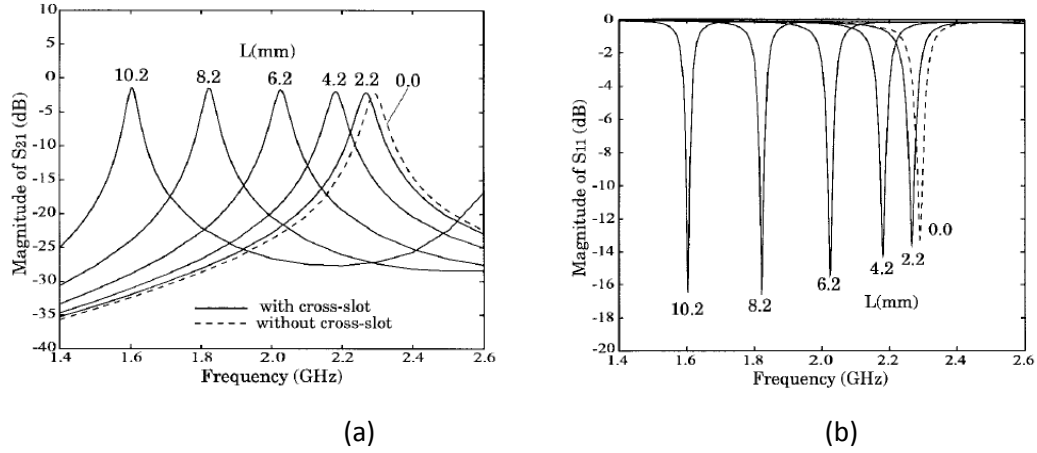 10
5
0
-5
-10
-15
-20
-25
-30
-35
-40
Magnitude of S21 (dB)
L(mm)
10.2 8.2 6.2 4.2 2.2 0.0
with cross-slot
without cross-slot
1.4 1.6 1.8 2.0 2.2 2.4 2.6
Frequency (GHz)
(a)
0
-2
-4
-6
-8
-10
-12
-14
-16
-18
-20
Magnitude of S11 (dB)
0.0
2.2
4.2
6.2
8.2
10.2
L(mm)
1.4 1.6 1.8 2.0 2.2 2.4 2.6
Frequency (GHz)
(b)